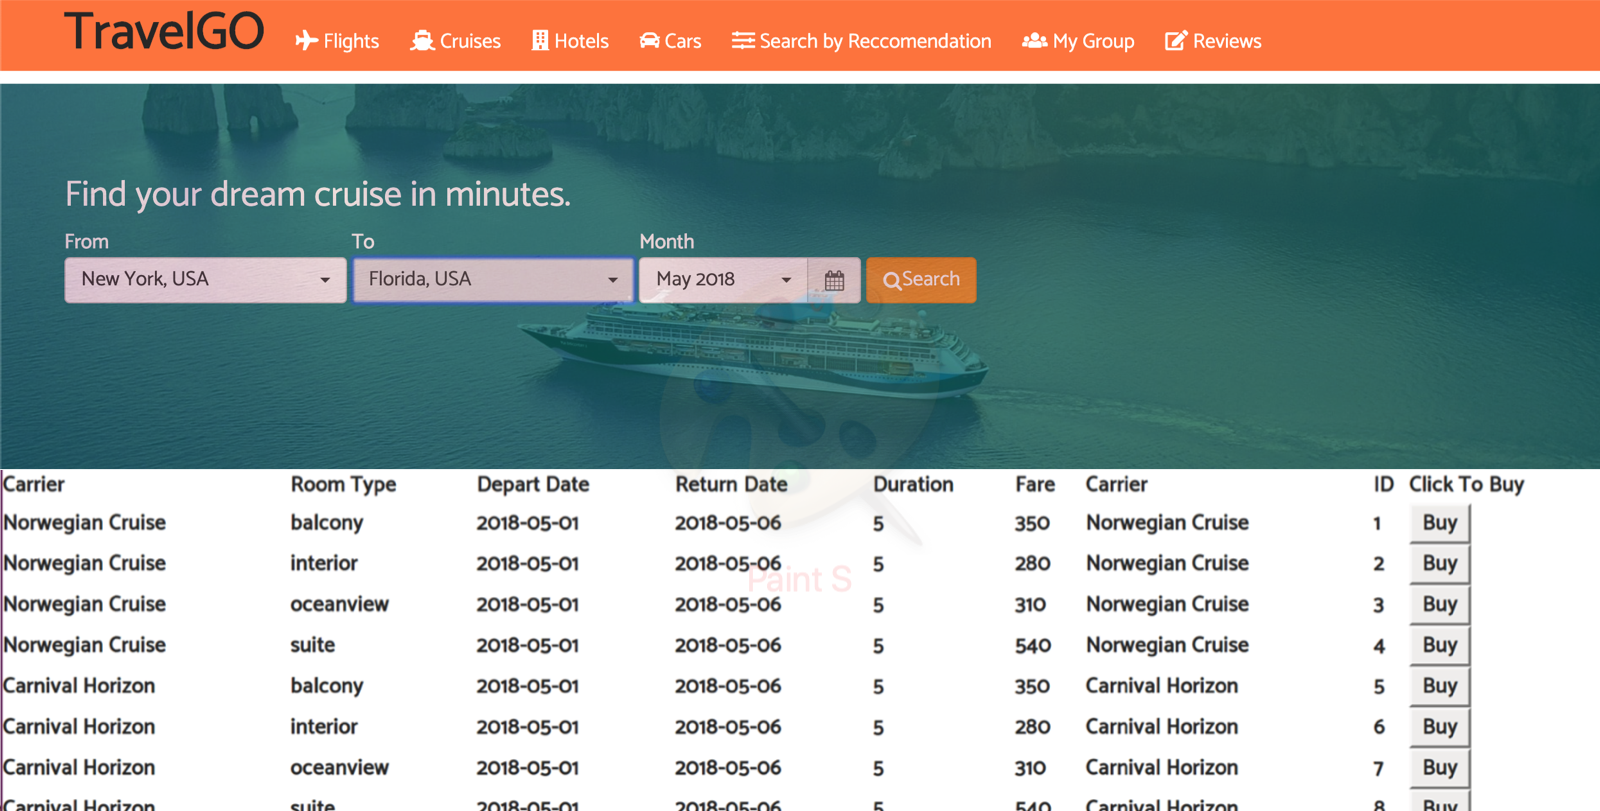 TravelGO Flights Cruises Hotels Cars Search by Reccomendation My Group Reviews
Find your dream cruise in minutes.
From To Month
New York, USA Florida, USA May 2018 Search
Carrier Room Type Depart Date Return Date Duration Fare Carrier ID Click To Buy
Norwegian Cruise balcony 2018-05-01 2018-05-06 5 350 Norwegian Cruise 1 Buy
Norwegian Cruise interior 2018-05-01 2018-05-06 5 280 Norwegian Cruise 2 Buy
Paint S
Norwegian Cruise oceanview 2018-05-01 2018-05-06 5 310 Norwegian Cruise 3 Buy
Norwegian Cruise suite 2018-05-01 2018-05-06 5 540 Norwegian Cruise 4 Buy
Carnival Horizon balcony 2018-05-01 2018-05-06 5 350 Carnival Horizon 5 Buy
Carnival Horizon interior 2018-05-01 2018-05-06 5 280 Carnival Horizon 6 Buy
Carnival Horizon oceanview 2018-05-01 2018-05-06 5 310 Carnival Horizon 7 Buy
Carnival Horizon suite 2018-05-01 2018-05-06 5 540 Carnival Horizon 8 Buy